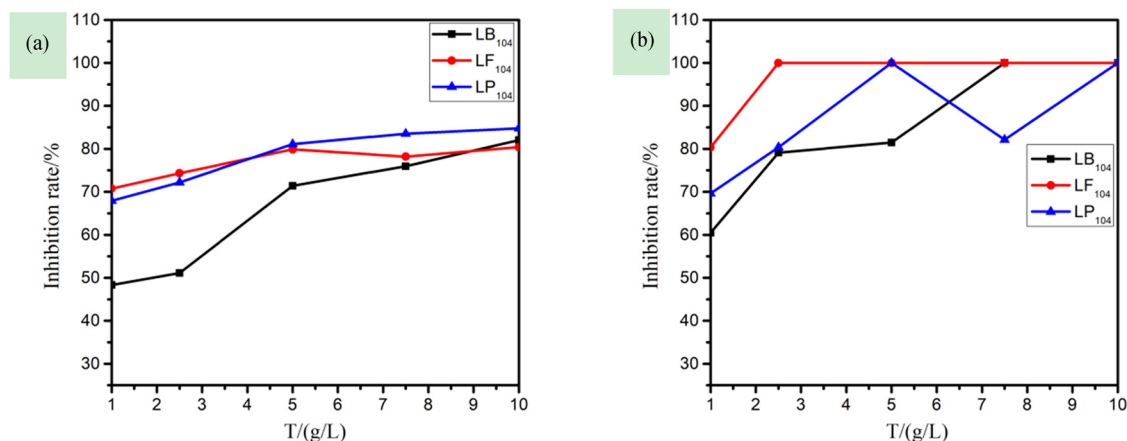 (a)
110
100
90
80
70
60
50
40
30
Inhibition rate/%
LB₁₀₄
LF₁₀₄
LP₁₀₄
1 2 3 4 5 6 7 8 9 10
T/(g/L)
(b)
110
100
90
80
70
60
50
40
30
Inhibition rate/%
LB₁₀₄
LF₁₀₄
LP₁₀₄
1 2 3 4 5 6 7 8 9 10
T/(g/L)